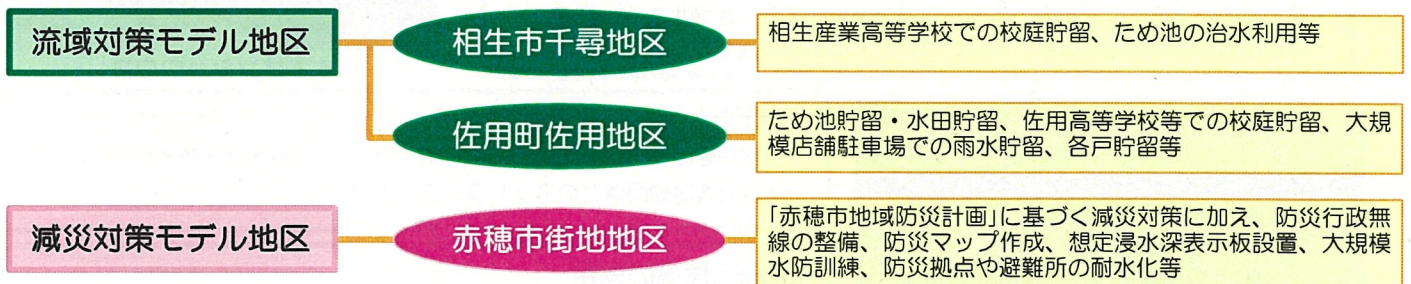 流域対策モデル地区
相生市千尋地区
相生産業高等学校での校庭貯留、ため池の治水利用等
佐用町佐用地区
ため池貯留・水田貯留、佐用高等学校等での校庭貯留、大規
模店舗駐車場での雨水貯留、各戸貯留等
減災対策モデル地区
赤穂市街地地区
「赤穂市地域防災計画」に基づく減災対策に加え、防災行政無
線の整備、防災マップ作成、想定浸水深表示板設置、大規模
水防訓練、防災拠点や避難所の耐水化等